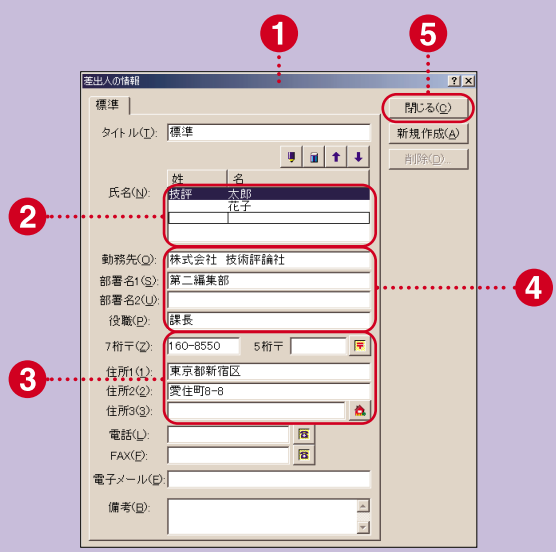 1
5
差出人の情報
標準
閉じる(C)
タイトル(T): 標準
新規作成(A)
削除(D)...
姓 名
氏名(N): 技評 太郎
花子
2
勤務先(O): 株式会社 技術評論社
部署名1(S): 第二編集部
4
部署名2(U):
役職(P): 課長
7桁〒(Z): 160-8550 5桁〒
住所1(1): 東京都新宿区
3
住所2(2): 愛住町8-8
住所3(3):
電話(L):
FAX(F):
電子メール(E):
備考(B):